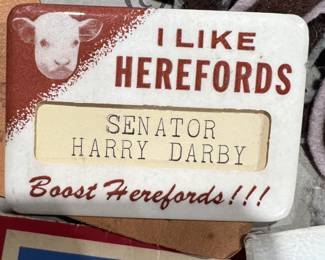 I LIKE
HEREFORDS
SENATOR
HARRY DARBY
Boost Herefords!!!